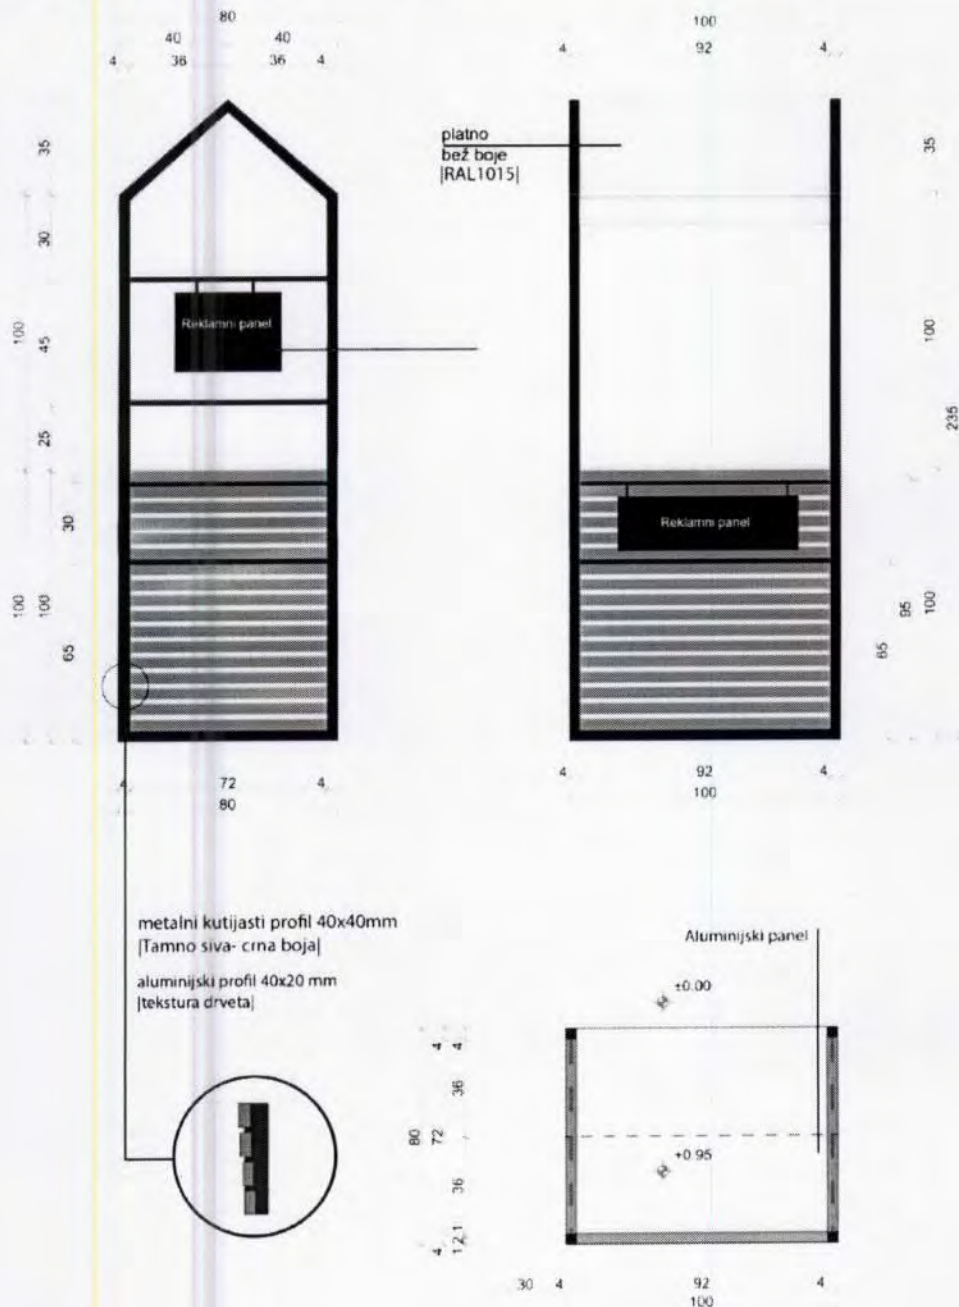 80
100
40 40
4 36 36 4
4 92 4
35
platno
bež boje
|RAL1015|
35
30
Reklamni panel
100
45
100
235
25
30
Reklamni panel
100
100
65
65
95
100
4 72 4
80
4 92 4
100
metalni kutijasti profil 40x40mm
|Tamno siva- crna boja|
aluminijski profil 40x20 mm
|tekstura drveta|
Aluminijski panel
±0.00
4 4
36
80
72
+0.95
36
4
30 4 92 4
100